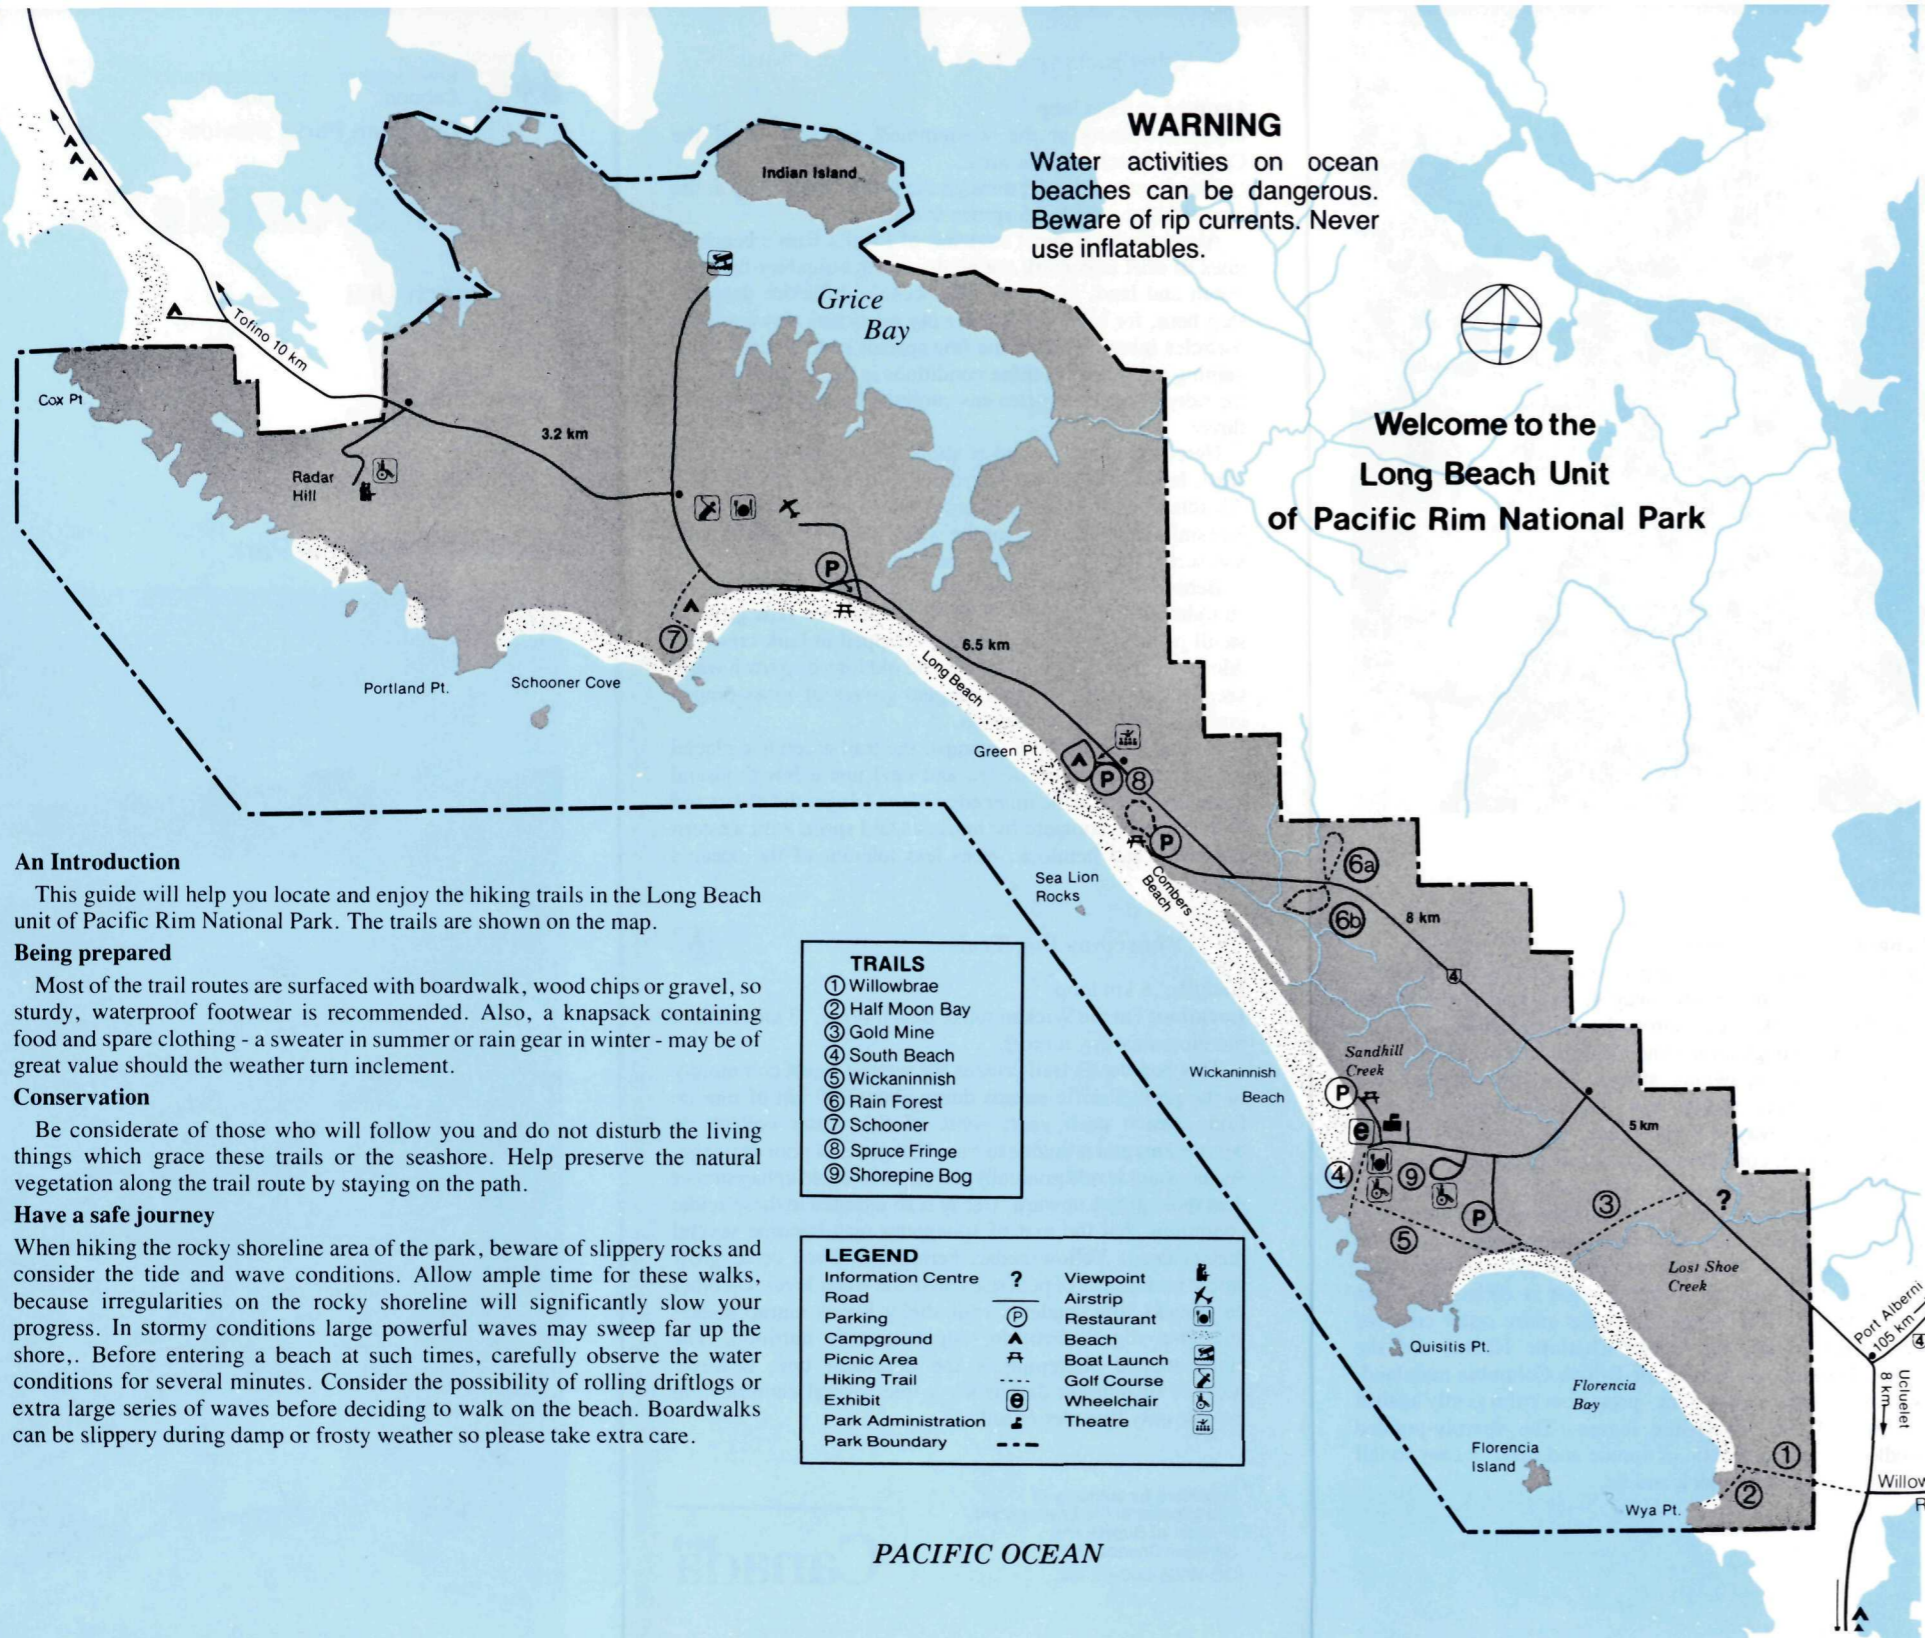 WARNING
Water activities on ocean
beaches can be dangerous.
Beware of rip currents. Never
use inflatables.
Indian Island
Grice
Bay
Tofino 10 km
Cox Pt
3.2 km
Radar
Hill
Welcome to the
Long Beach Unit
of Pacific Rim National Park
P
7
6.5 km
Long Beach
Portland Pt.
Schooner Cove
Green Pt.
P
8
P
Sea Lion
Rocks
Combers
Beach
6a
6b
8 km
4
An Introduction
This guide will help you locate and enjoy the hiking trails in the Long Beach
unit of Pacific Rim National Park. The trails are shown on the map.
Being prepared
Most of the trail routes are surfaced with boardwalk, wood chips or gravel, so
sturdy, waterproof footwear is recommended. Also, a knapsack containing
food and spare clothing - a sweater in summer or rain gear in winter - may be of
great value should the weather turn inclement.
Conservation
Be considerate of those who will follow you and do not disturb the living
things which grace these trails or the seashore. Help preserve the natural
vegetation along the trail route by staying on the path.
Have a safe journey
When hiking the rocky shoreline area of the park, beware of slippery rocks and
consider the tide and wave conditions. Allow ample time for these walks,
because irregularities on the rocky shoreline will significantly slow your
progress. In stormy conditions large powerful waves may sweep far up the
shore,. Before entering a beach at such times, carefully observe the water
conditions for several minutes. Consider the possibility of rolling driftlogs or
extra large series of waves before deciding to walk on the beach. Boardwalks
can be slippery during damp or frosty weather so please take extra care.
TRAILS
1 Willowbrae
2 Half Moon Bay
3 Gold Mine
4 South Beach
5 Wickaninnish
6 Rain Forest
7 Schooner
8 Spruce Fringe
9 Shorepine Bog
LEGEND
Information Centre ?
Road
Parking P
Campground
Picnic Area
Hiking Trail
Exhibit e
Park Administration
Park Boundary
Viewpoint
Airstrip
Restaurant
Beach
Boat Launch
Golf Course
Wheelchair
Theatre
Sandhill
Creek
Wickaninnish
Beach
P
e
5 km
4
9
3
?
P
5
Lost Shoe
Creek
Quisitis Pt.
Port Alberni
105 km
4
Ucluelet
8 km
Florencia
Bay
Florencia
Island
1
2
Wya Pt.
Willow
R
PACIFIC OCEAN